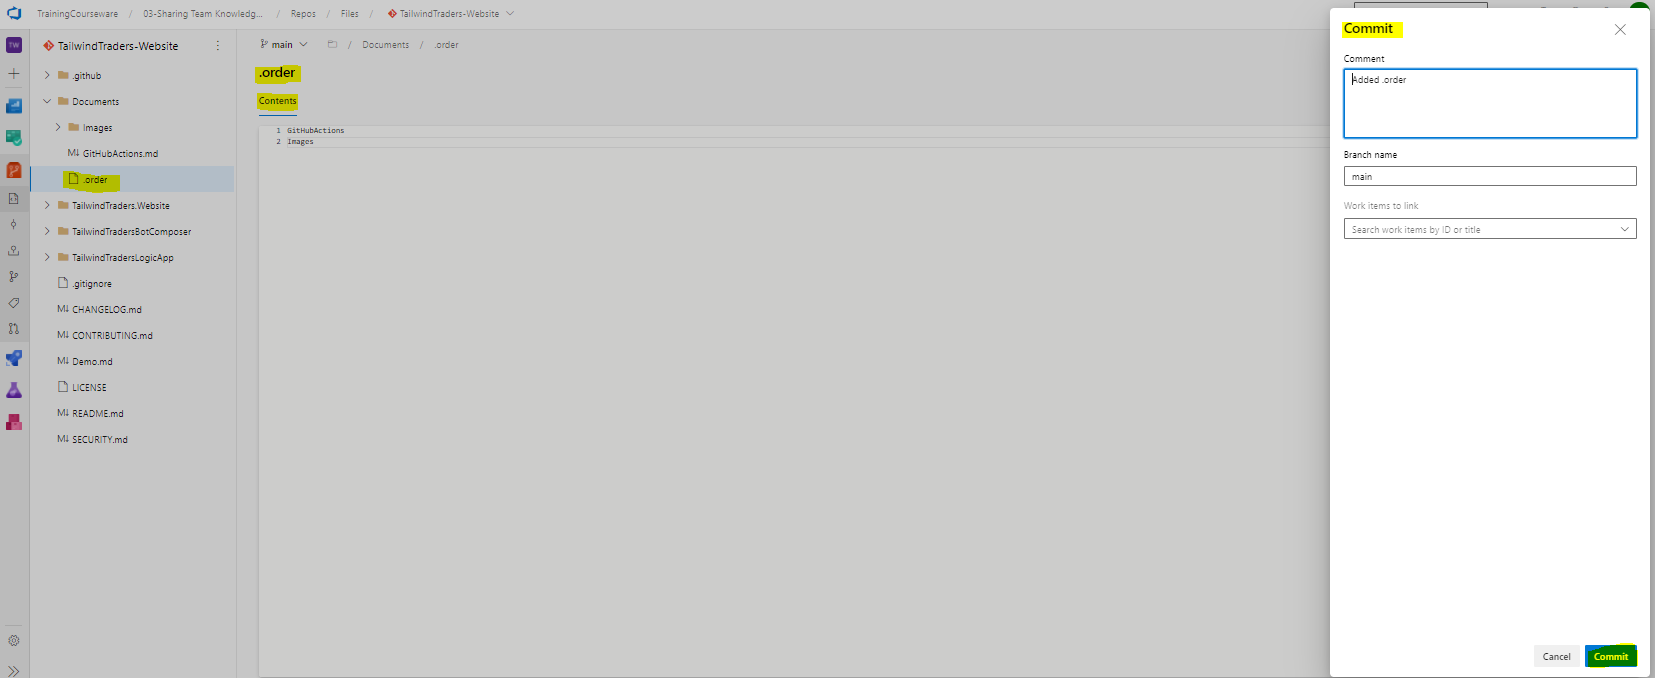 TrainingCourseware / 03-Sharing Team Knowledg... / Repos / Files / TailwindTraders-Website
TW
TailwindTraders-Website
.github
Documents
Images
GitHubActions.md
.order
TailwindTraders.Website
TailwindTradersBotComposer
TailwindTradersLogicApp
.gitignore
CHANGELOG.md
CONTRIBUTING.md
Demo.md
LICENSE
README.md
SECURITY.md
main / Documents / .order
.order
Contents
1 GitHubActions
2 Images
Commit
Comment
Added .order
Branch name
main
Work items to link
Search work items by ID or title
Cancel
Commit